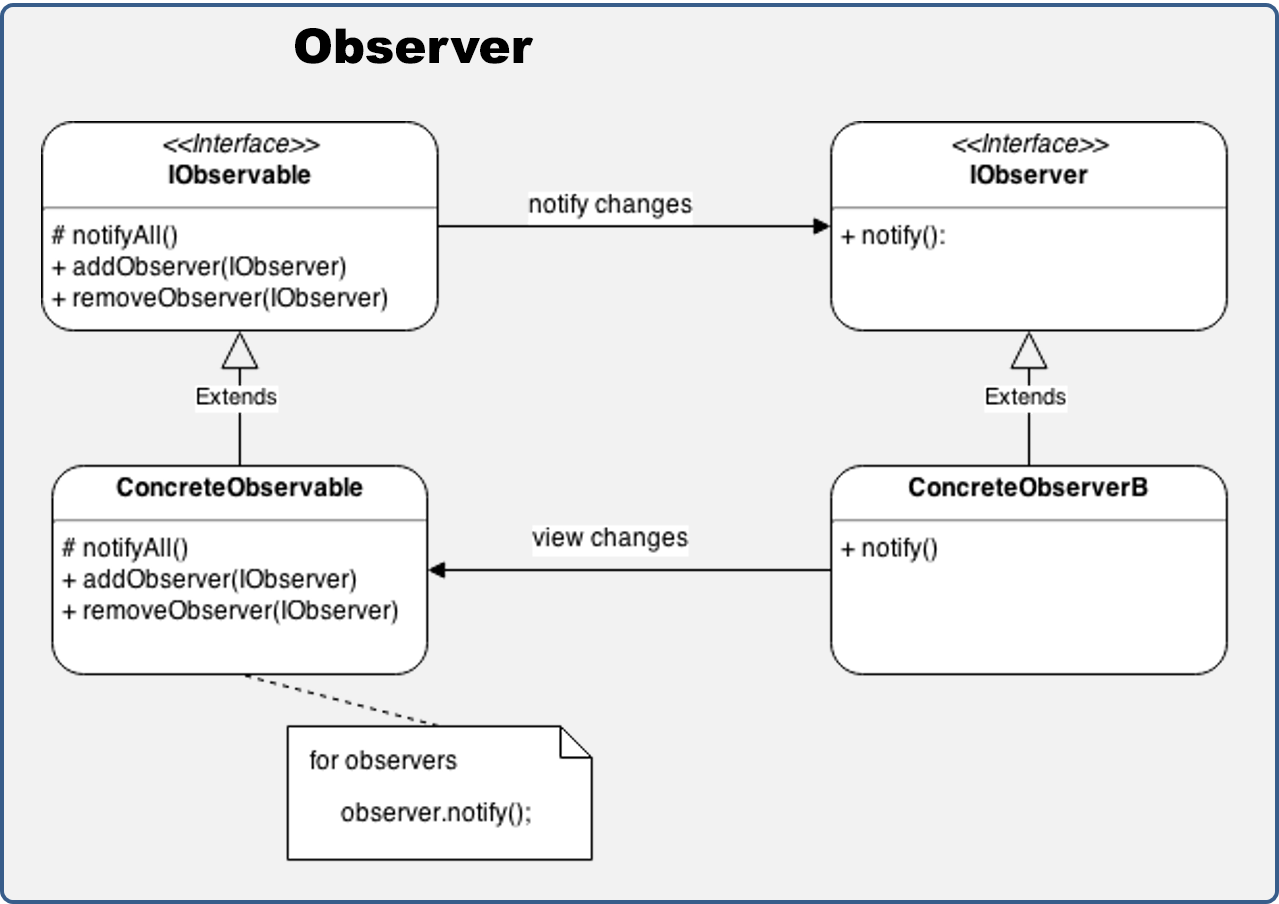 Observer
<<Interface>>
IObservable
# notifyAll()
+ addObserver(IObserver)
+ removeObserver(IObserver)
notify changes
<<Interface>>
IObserver
+ notify():
Extends
Extends
ConcreteObservable
# notifyAll()
+ addObserver(IObserver)
+ removeObserver(IObserver)
view changes
ConcreteObserverB
+ notify()
for observers
observer.notify();